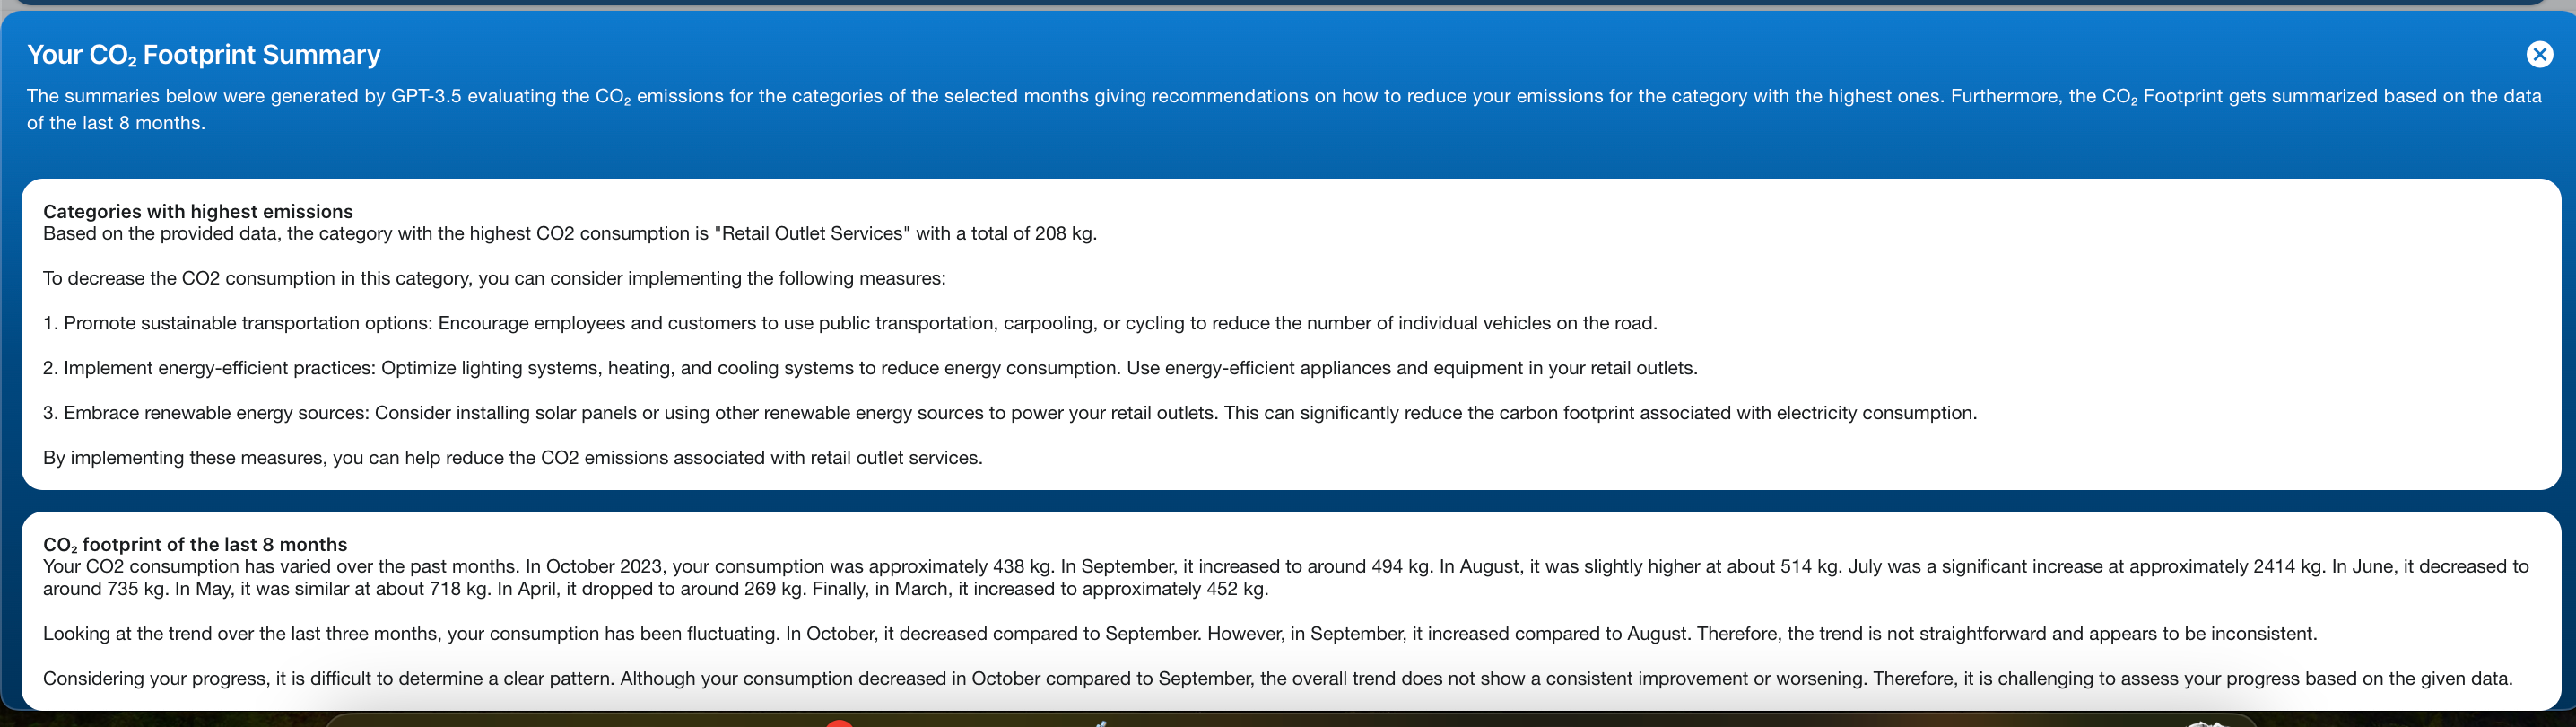 Your CO₂ Footprint Summary
The summaries below were generated by GPT-3.5 evaluating the CO₂ emissions for the categories of the selected months giving recommendations on how to reduce your emissions for the category with the highest ones. Furthermore, the CO₂ Footprint gets summarized based on the data
of the last 8 months.
Categories with highest emissions
Based on the provided data, the category with the highest CO2 consumption is "Retail Outlet Services" with a total of 208 kg.
To decrease the CO2 consumption in this category, you can consider implementing the following measures:
1. Promote sustainable transportation options: Encourage employees and customers to use public transportation, carpooling, or cycling to reduce the number of individual vehicles on the road.
2. Implement energy-efficient practices: Optimize lighting systems, heating, and cooling systems to reduce energy consumption. Use energy-efficient appliances and equipment in your retail outlets.
3. Embrace renewable energy sources: Consider installing solar panels or using other renewable energy sources to power your retail outlets. This can significantly reduce the carbon footprint associated with electricity consumption.
By implementing these measures, you can help reduce the CO2 emissions associated with retail outlet services.
CO₂ footprint of the last 8 months
Your CO2 consumption has varied over the past months. In October 2023, your consumption was approximately 438 kg. In September, it increased to around 494 kg. In August, it was slightly higher at about 514 kg. July was a significant increase at approximately 2414 kg. In June, it decreased to
around 735 kg. In May, it was similar at about 718 kg. In April, it dropped to around 269 kg. Finally, in March, it increased to approximately 452 kg.
Looking at the trend over the last three months, your consumption has been fluctuating. In October, it decreased compared to September. However, in September, it increased compared to August. Therefore, the trend is not straightforward and appears to be inconsistent.
Considering your progress, it is difficult to determine a clear pattern. Although your consumption decreased in October compared to September, the overall trend does not show a consistent improvement or worsening. Therefore, it is challenging to assess your progress based on the given data.